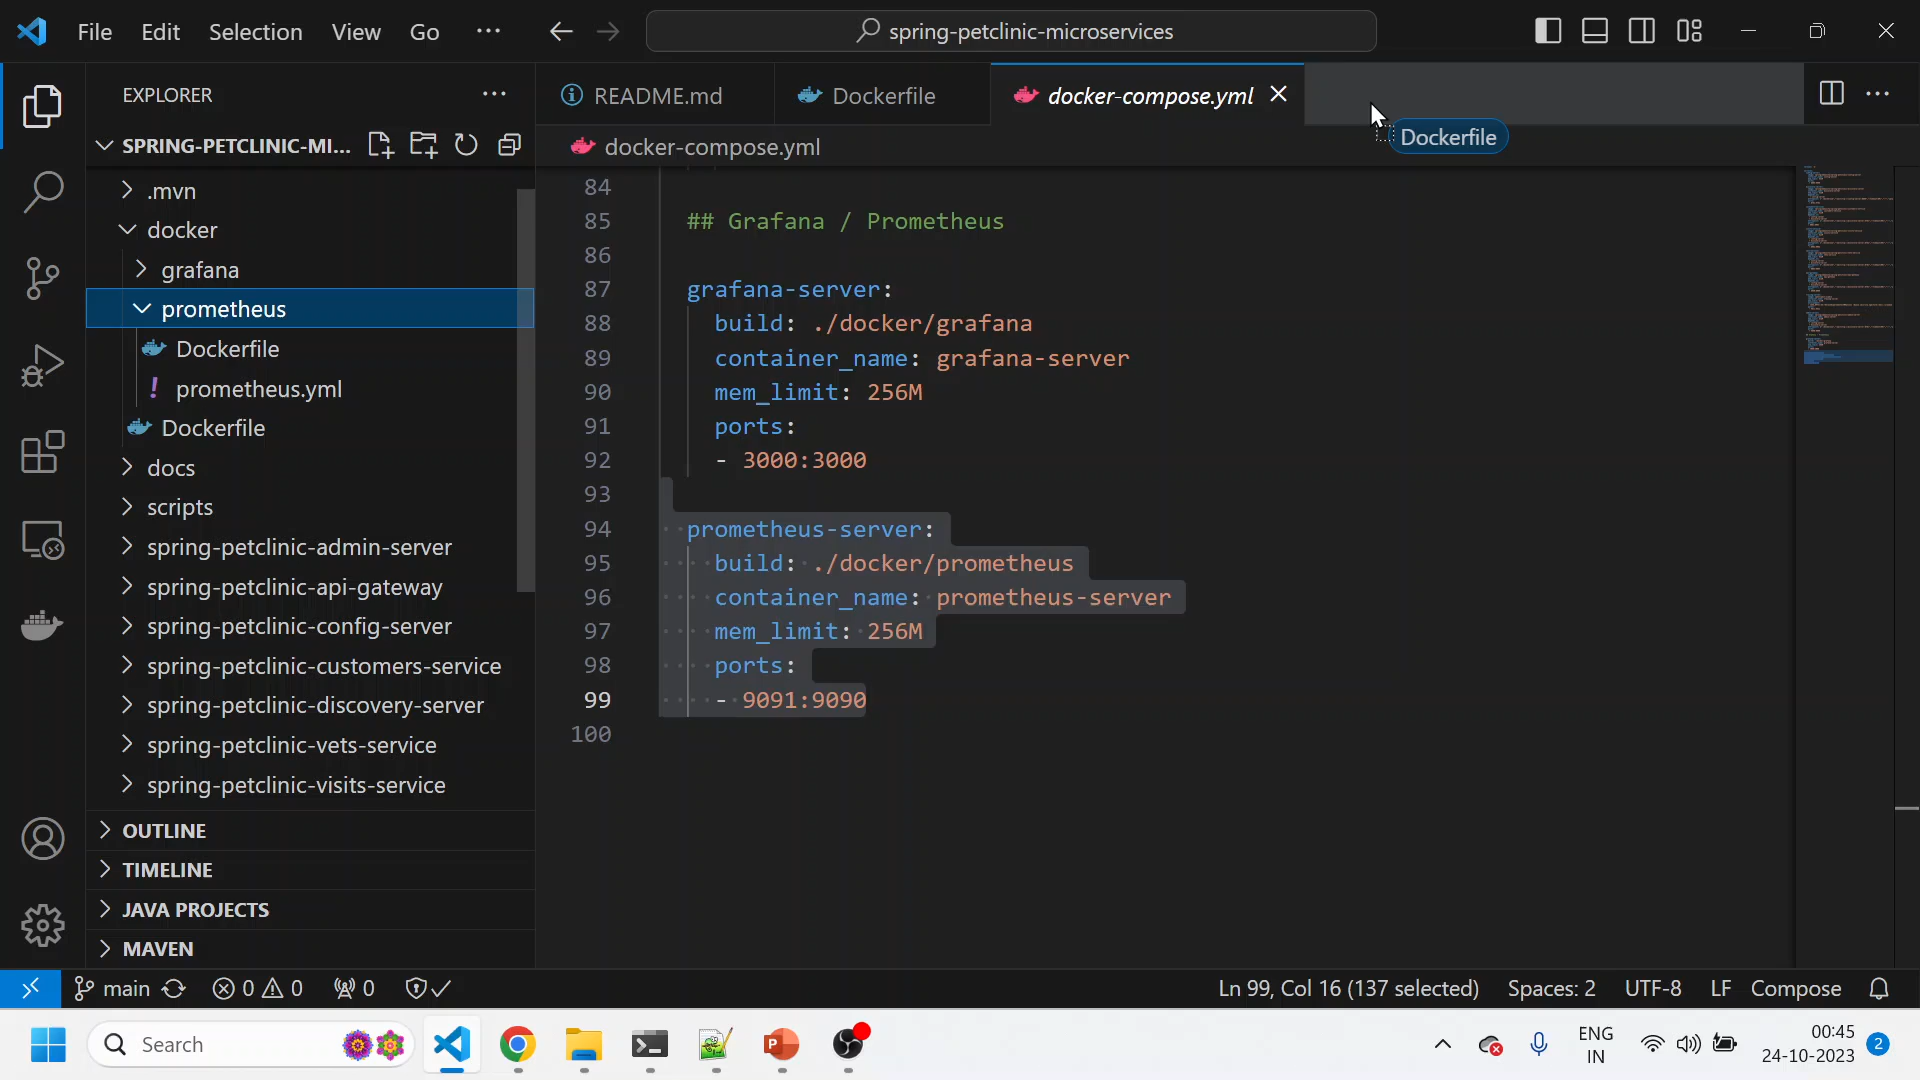 File Edit Selection View Go ...
spring-petclinic-microservices
EXPLORER
README.md
Dockerfile
docker-compose.yml
Dockerfile
SPRING-PETCLINIC-MI...
docker-compose.yml
.mvn
docker
grafana
prometheus
Dockerfile
prometheus.yml
Dockerfile
docs
scripts
spring-petclinic-admin-server
spring-petclinic-api-gateway
spring-petclinic-config-server
spring-petclinic-customers-service
spring-petclinic-discovery-server
spring-petclinic-vets-service
spring-petclinic-visits-service
OUTLINE
TIMELINE
JAVA PROJECTS
MAVEN
84
85 ## Grafana / Prometheus
86
87 grafana-server:
88 build: ./docker/grafana
89 container_name: grafana-server
90 mem_limit: 256M
91 ports:
92 - 3000:3000
93
94 prometheus-server:
95 build: ./docker/prometheus
96 container_name: prometheus-server
97 mem_limit: 256M
98 ports:
99 - 9091:9090
100
main 0 0 0
Ln 99, Col 16 (137 selected) Spaces: 2 UTF-8 LF Compose
Search
ENG
IN
00:45
24-10-2023
2